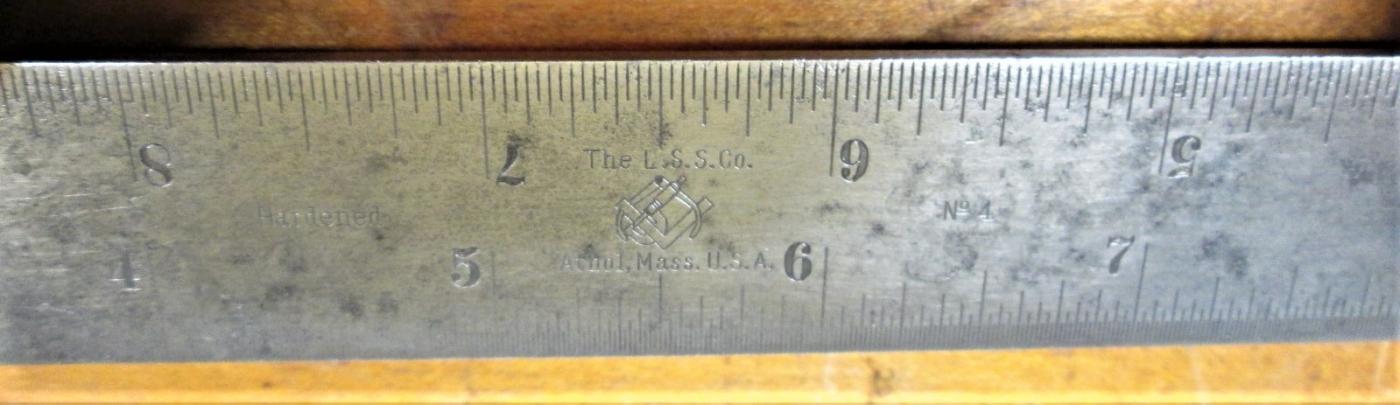 8 7 6 5
The L.S.S.Co.
Hardened
Nº 4
Athol, Mass. U.S.A.
4 5 6 7